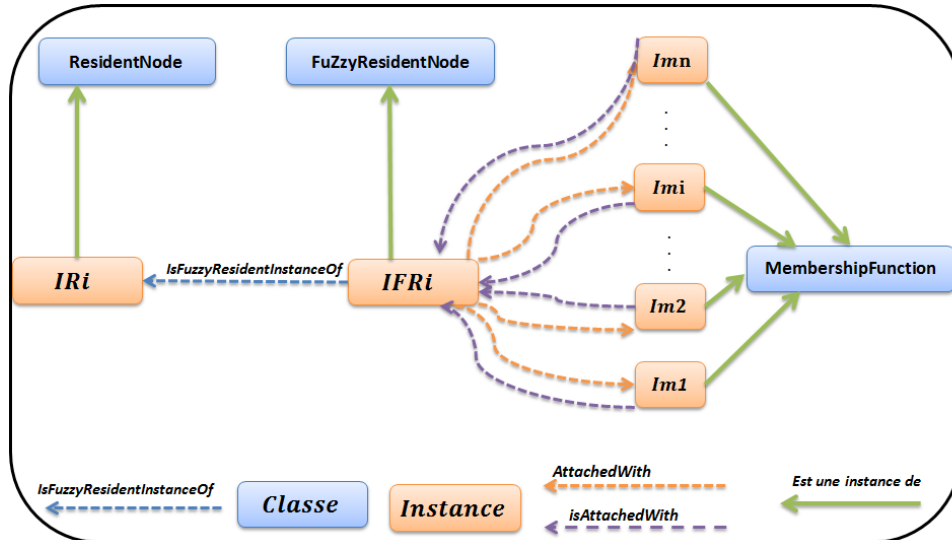 ResidentNode
FuZzyResidentNode
Imn
Imi
IsFuzzyResidentInstanceOf
IRi
IFRi
MembershipFunction
Im2
Im1
IsFuzzyResidentInstanceOf
Classe
Instance
AttachedWith
isAttachedWith
Est une instance de